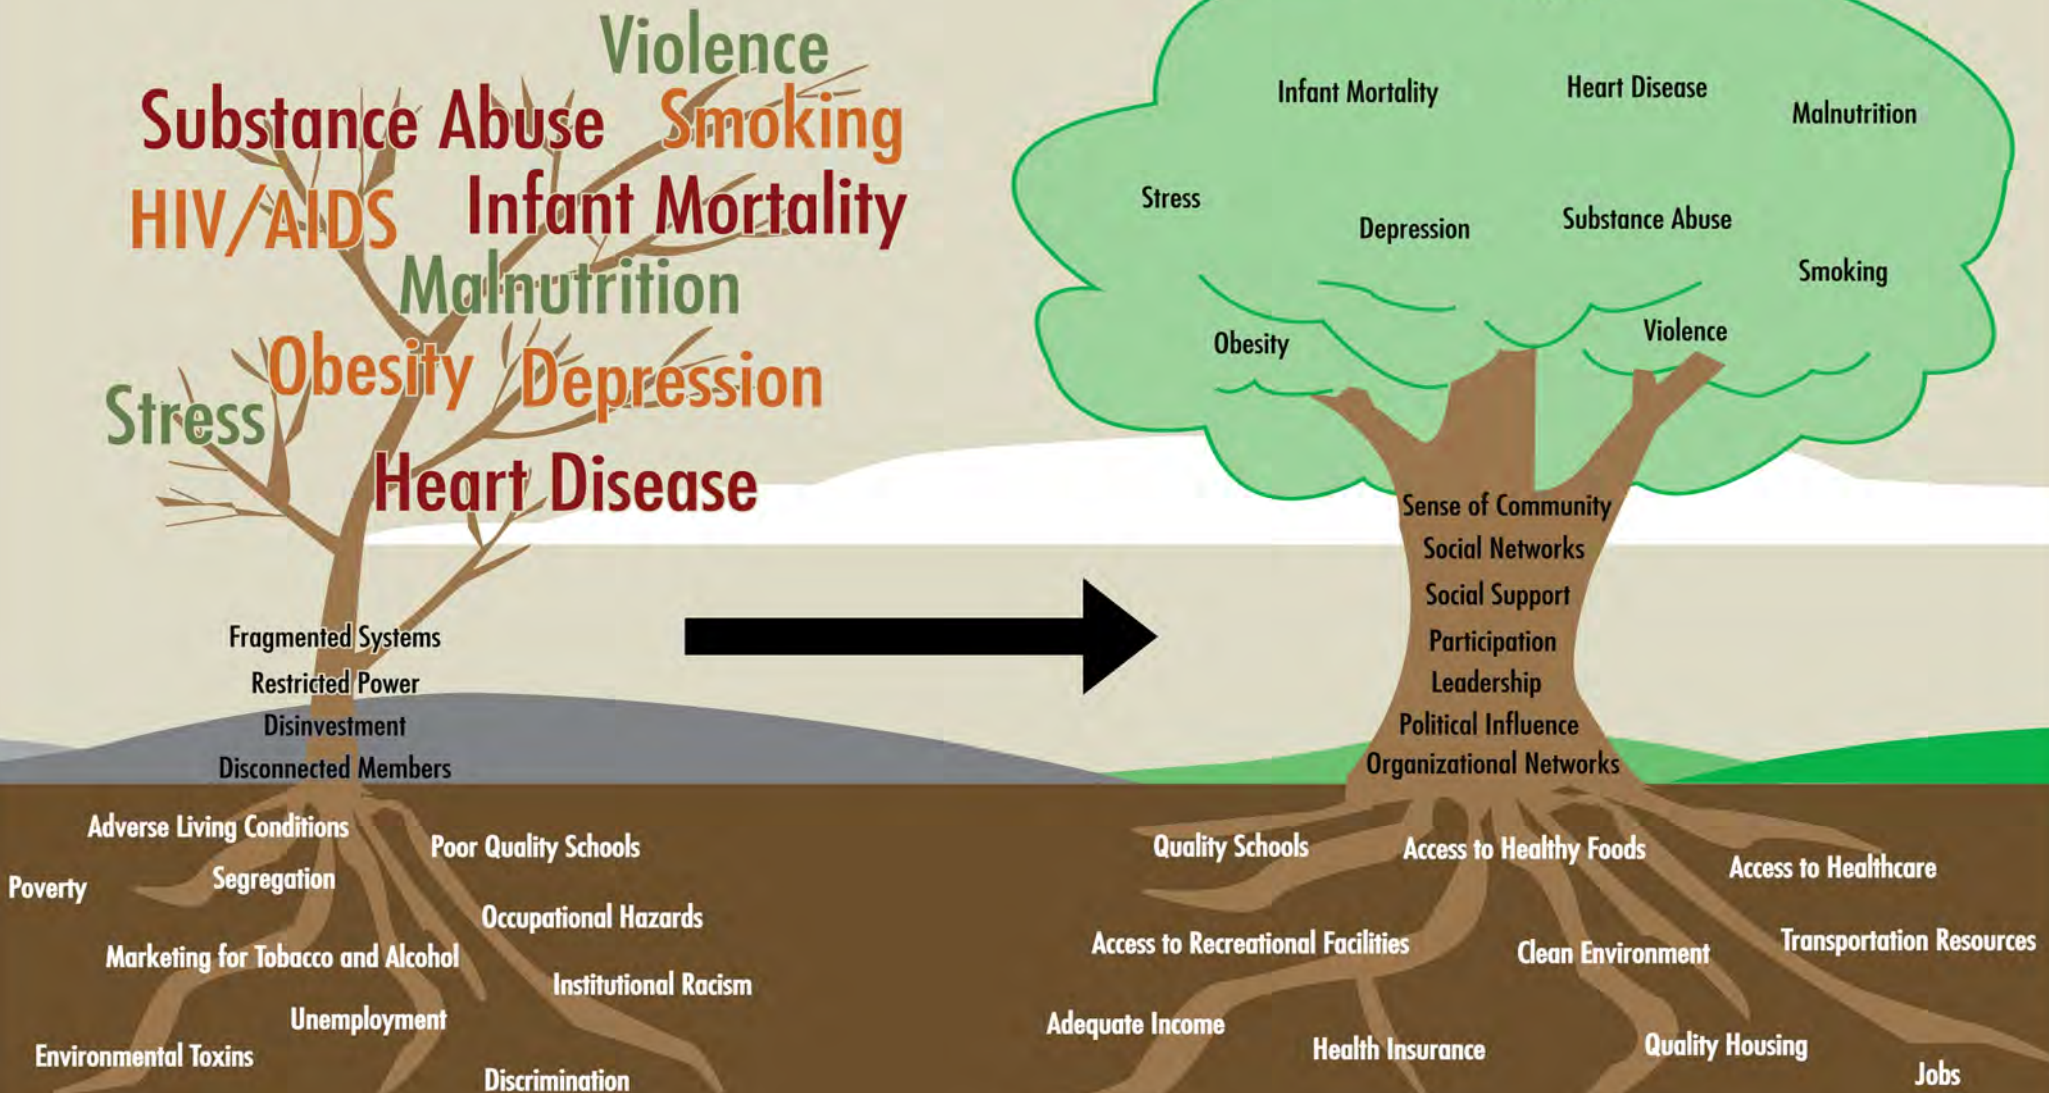 Violence
Substance Abuse
Smoking
HIV/AIDS
Infant Mortality
Malnutrition
Obesity
Depression
Stress
Heart Disease
Fragmented Systems
Restricted Power
Disinvestment
Disconnected Members
Adverse Living Conditions
Poor Quality Schools
Poverty
Segregation
Occupational Hazards
Marketing for Tobacco and Alcohol
Institutional Racism
Unemployment
Environmental Toxins
Discrimination
Infant Mortality
Heart Disease
Malnutrition
Stress
Depression
Substance Abuse
Smoking
Obesity
Violence
Sense of Community
Social Networks
Social Support
Participation
Leadership
Political Influence
Organizational Networks
Quality Schools
Access to Healthy Foods
Access to Healthcare
Access to Recreational Facilities
Clean Environment
Transportation Resources
Adequate Income
Health Insurance
Quality Housing
Jobs